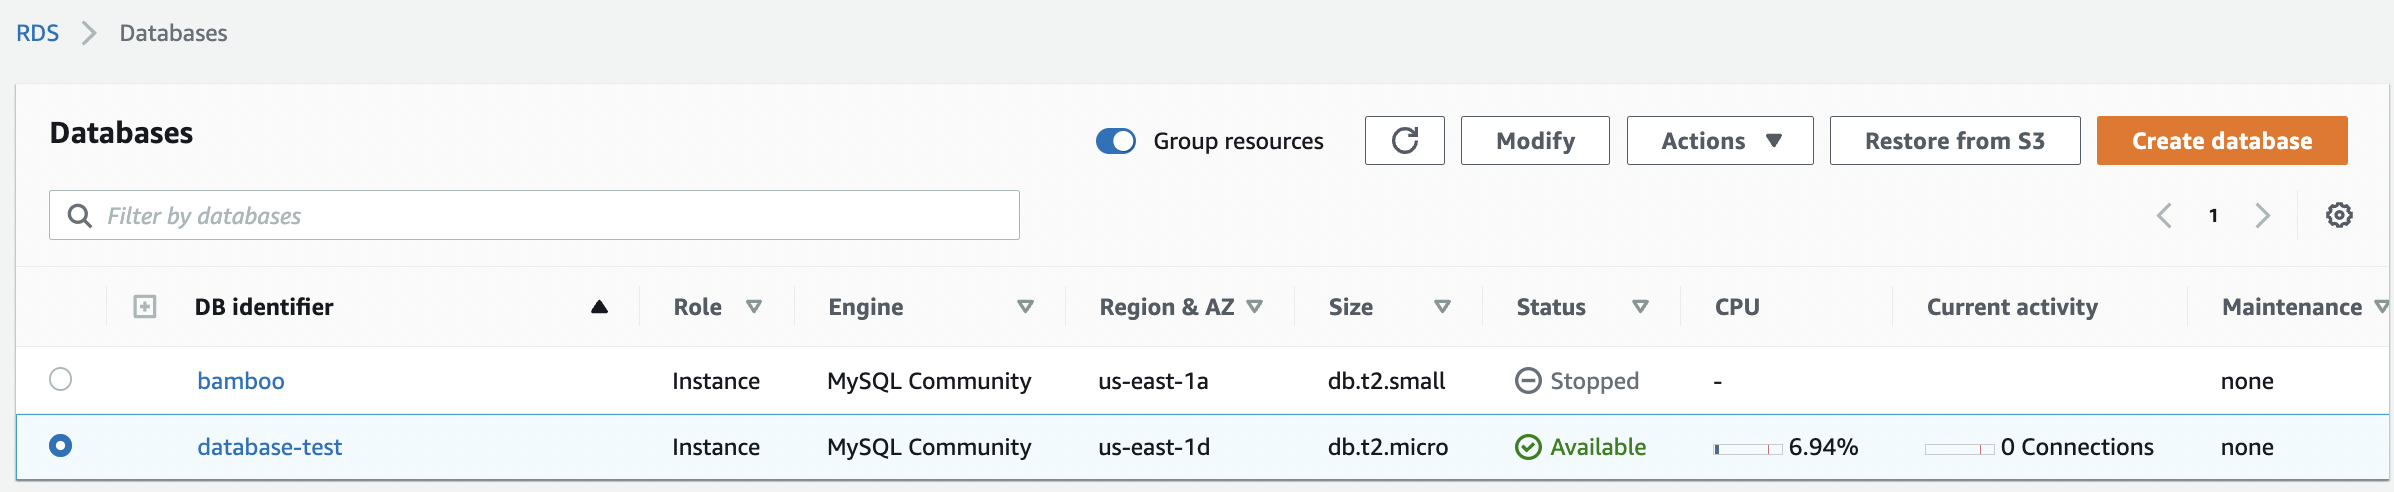 RDS > Databases
Databases
Group resources Modify Actions Restore from S3 Create database
Filter by databases 1
DB identifier Role Engine Region & AZ Size Status CPU Current activity Maintenance
bamboo Instance MySQL Community us-east-1a db.t2.small Stopped - none
database-test Instance MySQL Community us-east-1d db.t2.micro Available 6.94% 0 Connections none